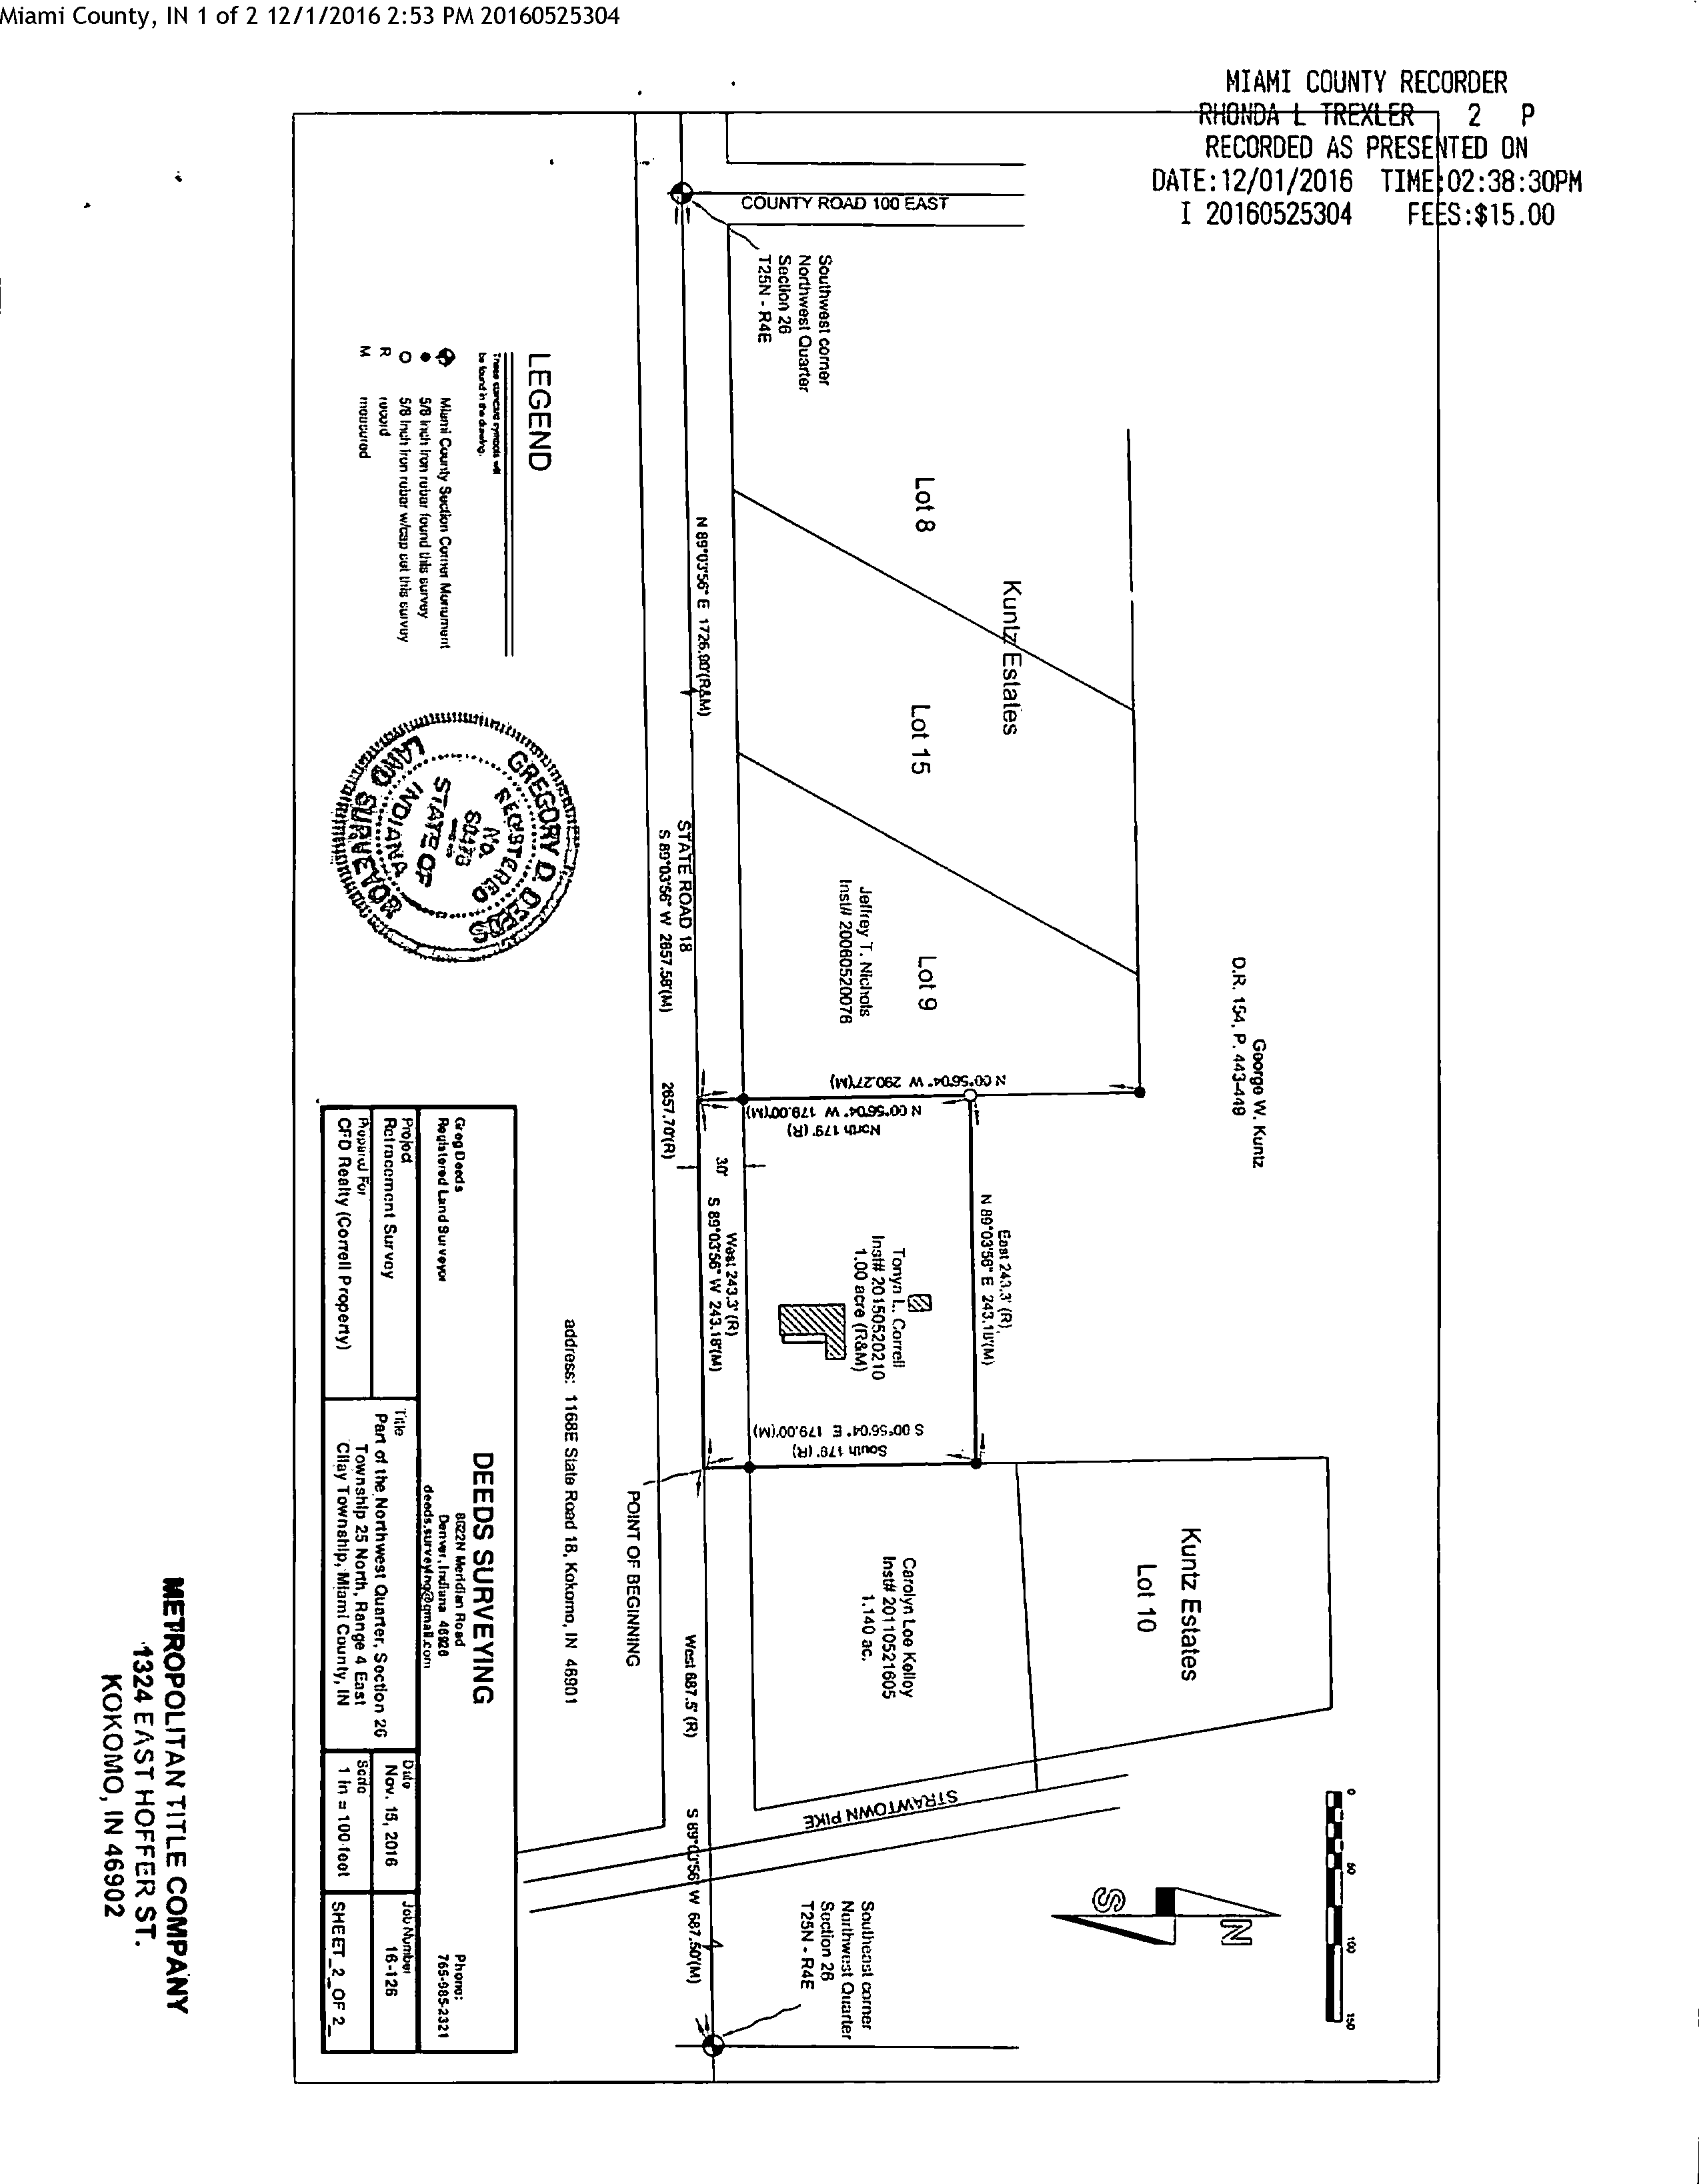 Miami County, IN 1 of 2 12/1/2016 2:53 PM 20160525304
MIAMI COUNTY RECORDER
RHONDA L TREXLER 2 P
RECORDED AS PRESENTED ON
DATE:12/01/2016 TIME:02:38:30PM
I 20160525304 FEES:$15.00
COUNTY ROAD 100 EAST
Southwest corner
Northwest Quarter
Section 26
T25N - R4E
Lot 8
Kuntz Estates
Lot 15
Lot 9
Jeffrey T. Nichols
Inst# 20060520076
George W. Kuntz
D.R. 154, P. 443-449
N 89°03'56" E 1726.90'(R&M)
STATE ROAD 18
S 89°03'56" W 2657.58'(M)
2657.70'(R)
N 00°56'04" W 290.27'(M)
N 00°56'04" W 179.00'(M)
North 179' (R)
30'
East 243.3' (R)
N 89°03'56" E 243.18'(M)
Tonya L. Correll
Inst# 20150520210
1.00 acre (R&M)
West 243.3' (R)
S 89°03'56" W 243.18'(M)
S 00°56'04" E 179.00'(M)
South 179' (R)
Kuntz Estates
Lot 10
Carolyn Loe Kelley
Inst# 20110521605
1.140 ac.
POINT OF BEGINNING
West 687.5' (R)
S 89°03'56" W 687.50'(M)
STRAWTOWN PIKE
Southeast corner
Northwest Quarter
Section 26
T25N - R4E
0 50 100 150
N
S
address: 1168E State Road 18, Kokomo, IN 46901
LEGEND
These standard symbols will
be found in the drawing.
Miami County Section Corner Monument
5/8 inch iron rebar found this survey
5/8 inch iron rebar w/cap set this survey
R record
M measured
GREGORY D. DEEDS
REGISTERED
NO.
STATE OF
INDIANA
LAND SURVEYOR
Greg Deeds
Registered Land Surveyor
DEEDS SURVEYING
8022N Meridian Road
Denver, Indiana 46926
deeds.surveying@gmail.com
Phone:
765-985-2321
Project
Retracement Survey
Prepared For
CFD Realty (Correll Property)
Title
Part of the Northwest Quarter, Section 26
Township 25 North, Range 4 East
Cllay Township, Miami County, IN
Date
Nov. 15, 2016
Scale
1 in = 100 feet
Job Number
16-126
SHEET_2_OF 2_
METROPOLITAN TITLE COMPANY
1324 EAST HOFFER ST.
KOKOMO, IN 46902